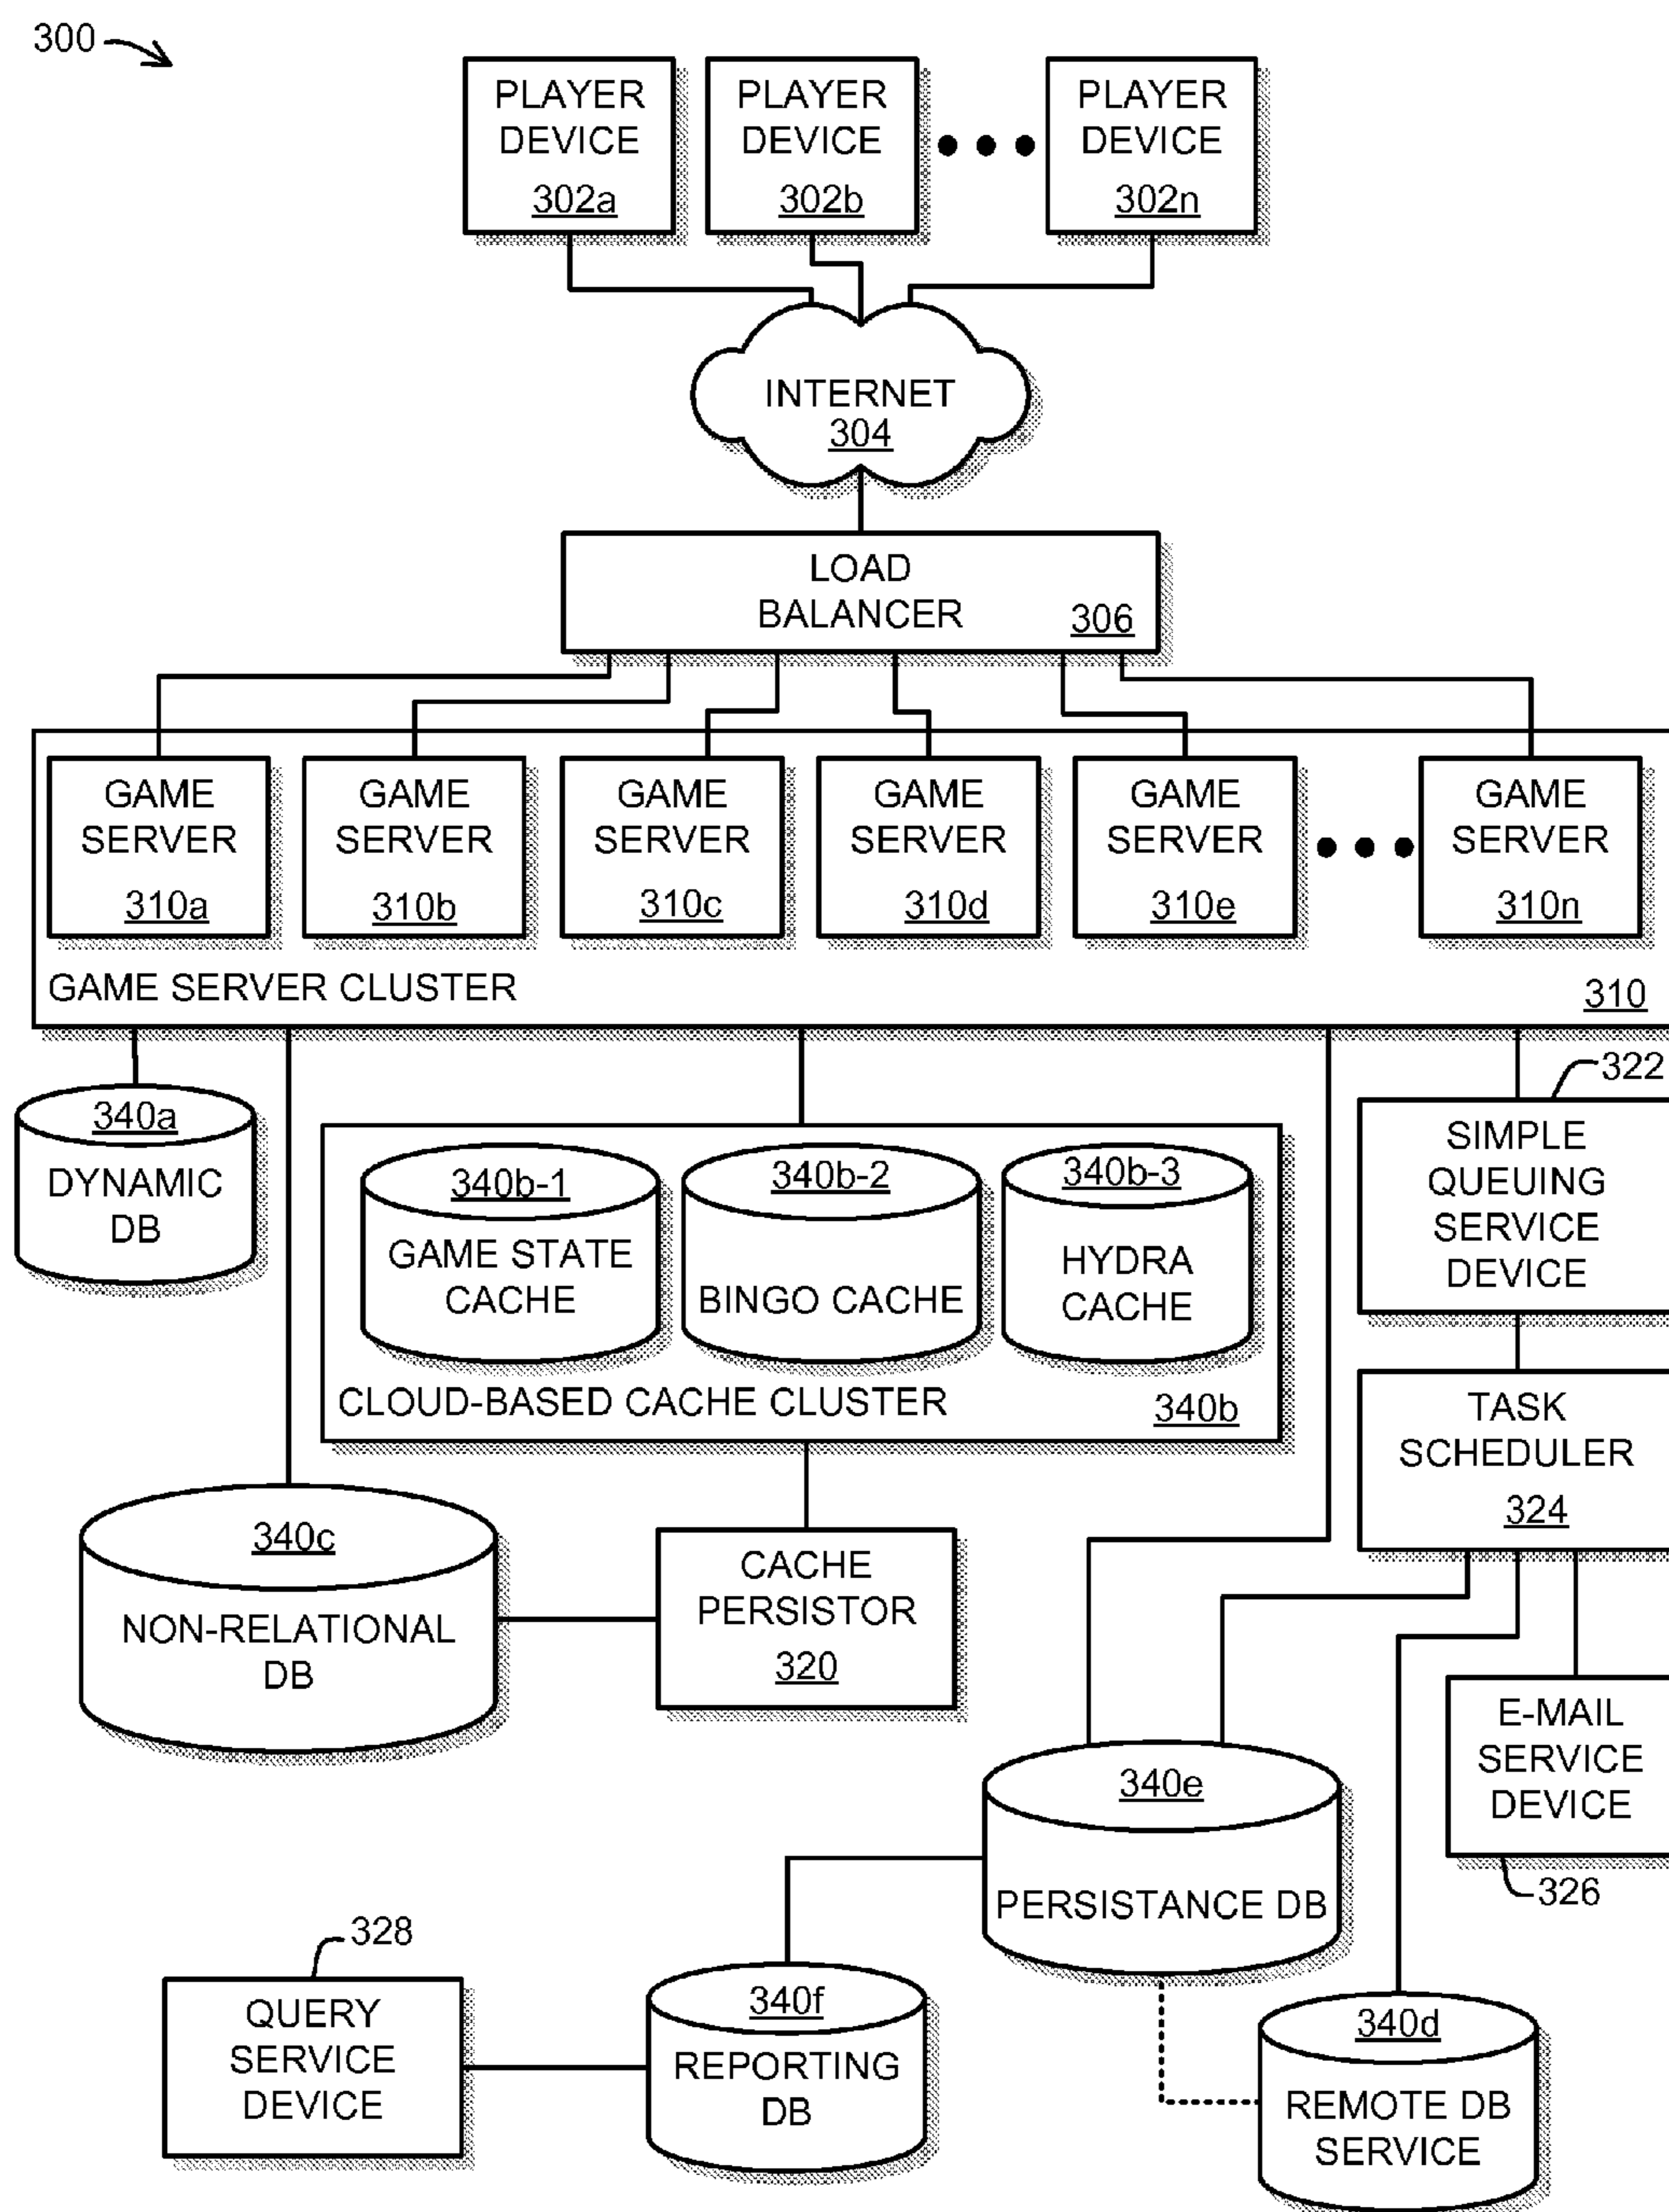 300
PLAYER
DEVICE
302a
PLAYER
DEVICE
302b
PLAYER
DEVICE
302n
INTERNET
304
LOAD
BALANCER
306
GAME
SERVER
310a
GAME
SERVER
310b
GAME
SERVER
310c
GAME
SERVER
310d
GAME
SERVER
310e
GAME
SERVER
310n
GAME SERVER CLUSTER
310
340a
DYNAMIC
DB
340b-1
GAME STATE
CACHE
340b-2
BINGO CACHE
340b-3
HYDRA
CACHE
CLOUD-BASED CACHE CLUSTER
340b
322
SIMPLE
QUEUING
SERVICE
DEVICE
TASK
SCHEDULER
324
340c
NON-RELATIONAL
DB
CACHE
PERSISTOR
320
E-MAIL
SERVICE
DEVICE
326
340e
PERSISTANCE DB
328
QUERY
SERVICE
DEVICE
340f
REPORTING
DB
340d
REMOTE DB
SERVICE